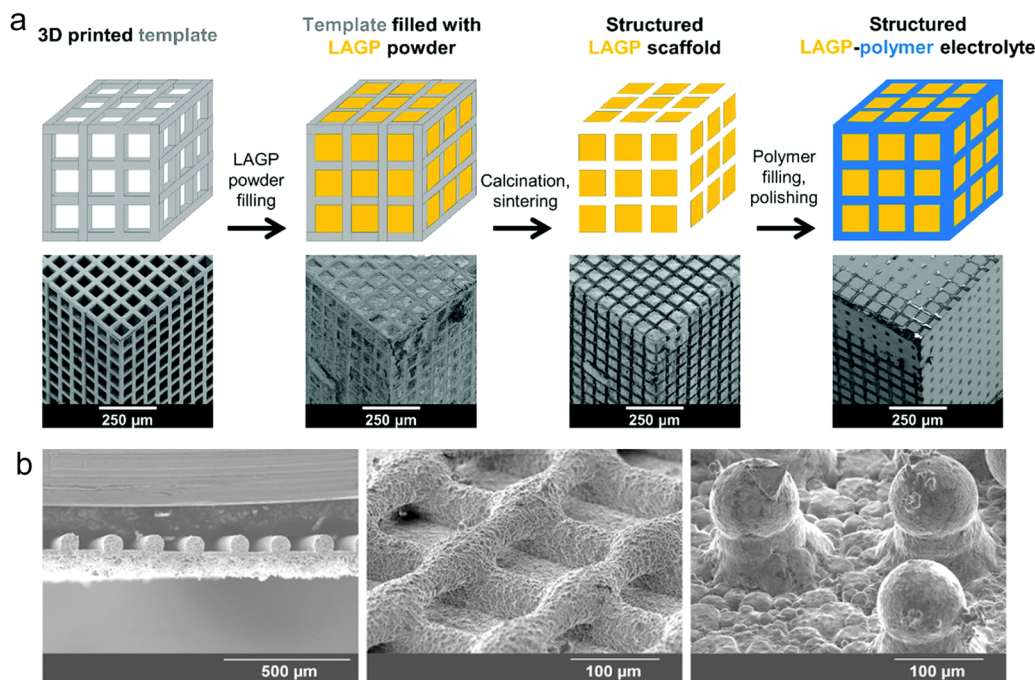 a
3D printed template
Template filled with
LAGP powder
Structured
LAGP scaffold
Structured
LAGP-polymer electrolyte
LAGP
powder
filling
Calcination,
sintering
Polymer
filling,
polishing
250 µm
250 µm
250 µm
250 µm
b
500 µm
100 µm
100 µm